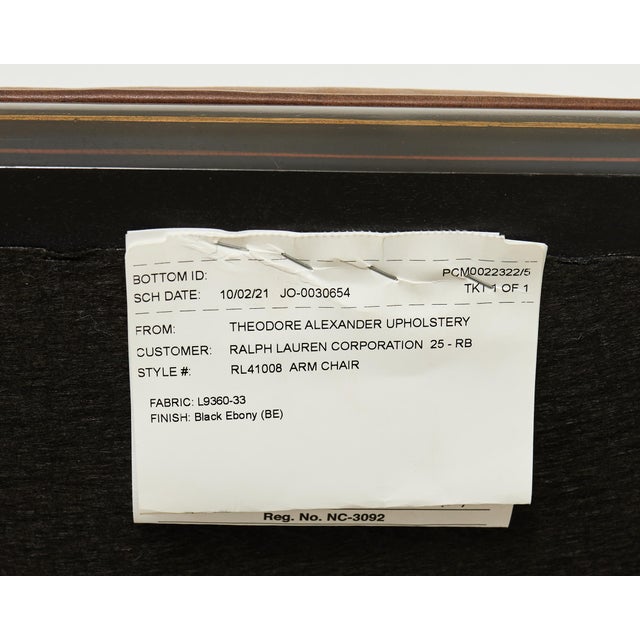 BOTTOM ID: PCM0022322/5
SCH DATE: 10/02/21 JO-0030654 TKT 1 OF 1
FROM: THEODORE ALEXANDER UPHOLSTERY
CUSTOMER: RALPH LAUREN CORPORATION 25 - RB
STYLE #: RL41008 ARM CHAIR
FABRIC: L9360-33
FINISH: Black Ebony (BE)
Reg. No. NC-3092